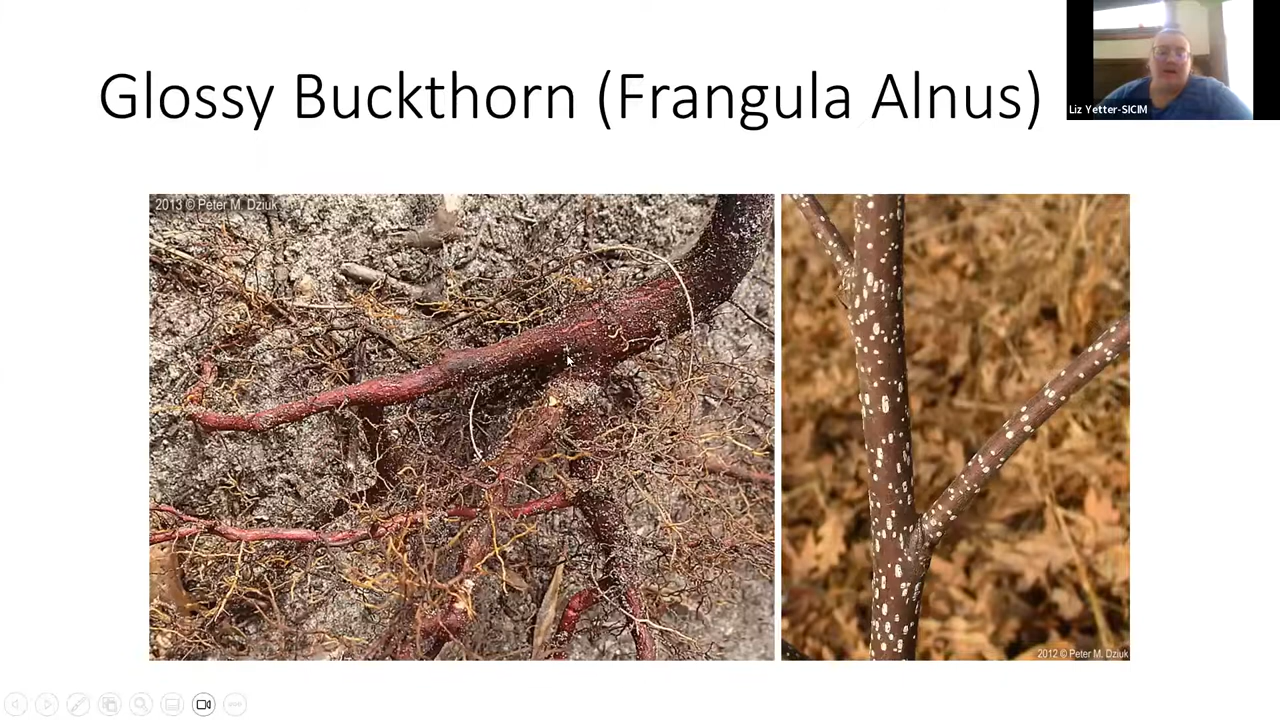 Glossy Buckthorn (Frangula Alnus)
Liz Yetter-SICIM
2013 © Peter M. Dziuk
2012 © Peter M. Dziuk